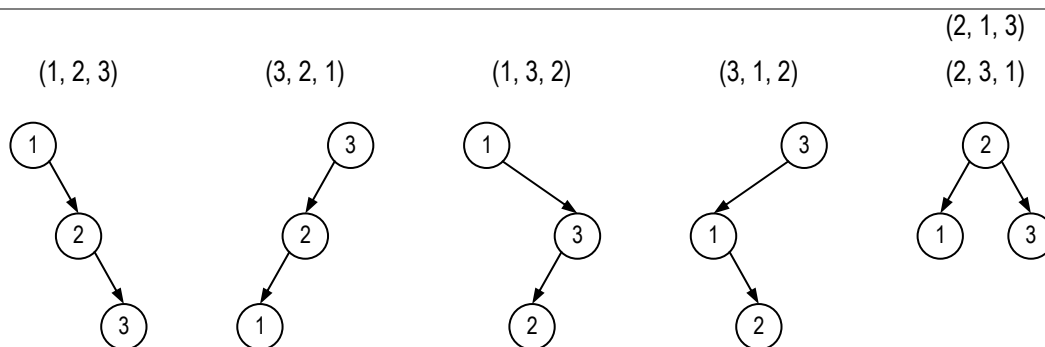 (2, 1, 3)
(1, 2, 3) (3, 2, 1) (1, 3, 2) (3, 1, 2) (2, 3, 1)
1 3 1 3 2
2 2 3 1 1 3
3 1 2 2